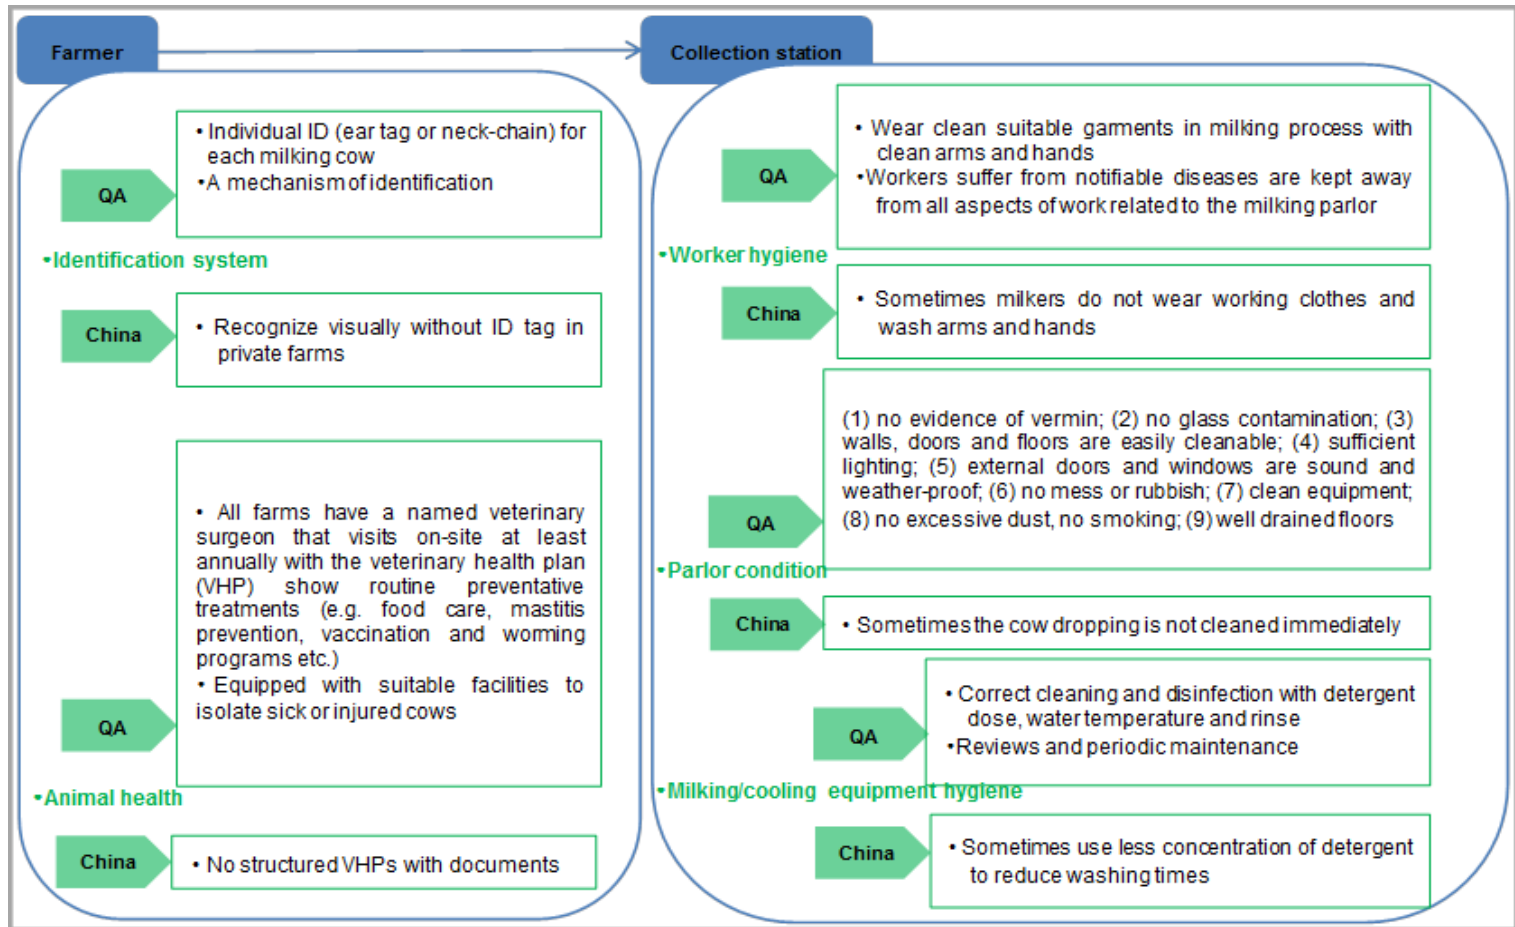 Farmer
QA
• Individual ID (ear tag or neck-chain) for
each milking cow
•A mechanism of identification
•Identification system
China
• Recognize visually without ID tag in
private farms
QA
• All farms have a named veterinary
surgeon that visits on-site at least
annually with the veterinary health plan
(VHP) show routine preventative
treatments (e.g. food care, mastitis
prevention, vaccination and worming
programs etc.)
• Equipped with suitable facilities to
isolate sick or injured cows
•Animal health
China
• No structured VHPs with documents
Collection station
QA
• Wear clean suitable garments in milking process with
clean arms and hands
•Workers suffer from notifiable diseases are kept away
from all aspects of work related to the milking parlor
•Worker hygiene
China
• Sometimes milkers do not wear working clothes and
wash arms and hands
QA
(1) no evidence of vermin; (2) no glass contamination; (3)
walls, doors and floors are easily cleanable; (4) sufficient
lighting; (5) external doors and windows are sound and
weather-proof; (6) no mess or rubbish; (7) clean equipment;
(8) no excessive dust, no smoking; (9) well drained floors
•Parlor condition
China
• Sometimes the cow dropping is not cleaned immediately
QA
• Correct cleaning and disinfection with detergent
dose, water temperature and rinse
•Reviews and periodic maintenance
•Milking/cooling equipment hygiene
China
• Sometimes use less concentration of detergent
to reduce washing times